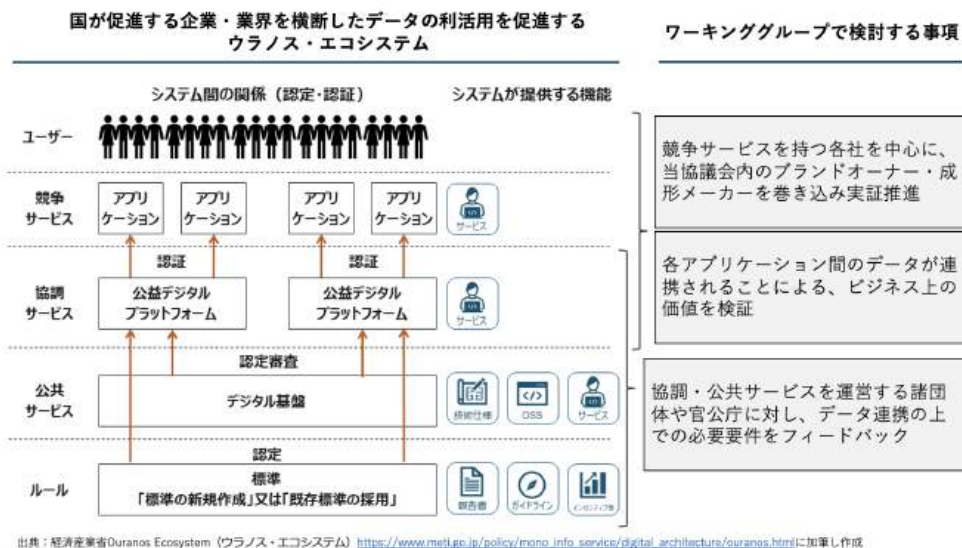 国が促進する企業・業界を横断したデータの利活用を促進する
ウラノス・エコシステム
ワーキンググループで検討する事項
システム間の関係（認定・認証）
システムが提供する機能
ユーザー
競争
サービス
アプリ
ケーション
アプリ
ケーション
アプリ
ケーション
アプリ
ケーション
サービス
認証
認証
協調
サービス
公益デジタル
プラットフォーム
公益デジタル
プラットフォーム
サービス
認定審査
公共
サービス
デジタル基盤
技術仕様
OSS
サービス
認定
ルール
標準
「標準の新規作成」又は「既存標準の採用」
報告書
ガイドライン
インセンティブ等
競争サービスを持つ各社を中心に、
当協議会内のブランドオーナー・成
形メーカーを巻き込み実証推進
各アプリケーション間のデータが連
携されることによる、ビジネス上の
価値を検証
協調・公共サービスを運営する諸団
体や官公庁に対し、データ連携の上
での必要要件をフィードバック
出典：経済産業省Ouranos Ecosystem（ウラノス・エコシステム）https://www.meti.go.jp/policy/mono_info_service/digital_architecture/ouranos.htmlに加筆し作成